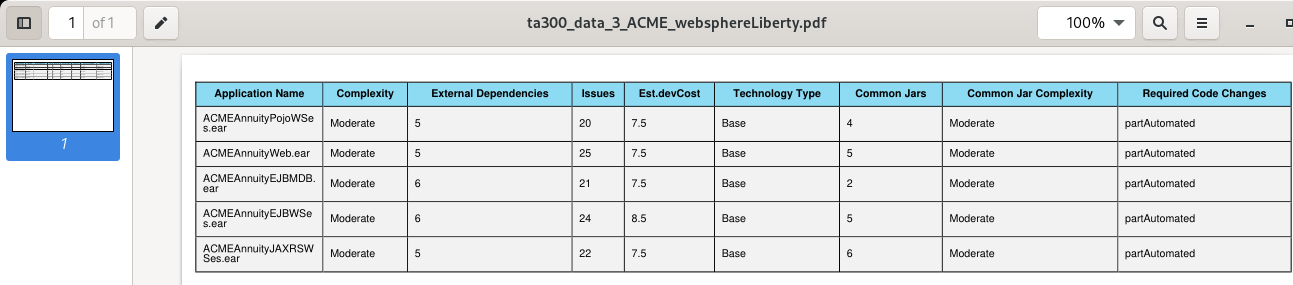 1 of 1
ta300_data_3_ACME_websphereLiberty.pdf
100%
1
Application Name Complexity External Dependencies Issues Est.devCost Technology Type Common Jars Common Jar Complexity Required Code Changes
ACMEAnnuityPojoWSe
s.ear Moderate 5 20 7.5 Base 4 Moderate partAutomated
ACMEAnnuityWeb.ear Moderate 5 25 7.5 Base 5 Moderate partAutomated
ACMEAnnuityEJBMDB.
ear Moderate 6 21 7.5 Base 2 Moderate partAutomated
ACMEAnnuityEJBWSe
s.ear Moderate 6 24 8.5 Base 5 Moderate partAutomated
ACMEAnnuityJAXRSW
Ses.ear Moderate 5 22 7.5 Base 6 Moderate partAutomated